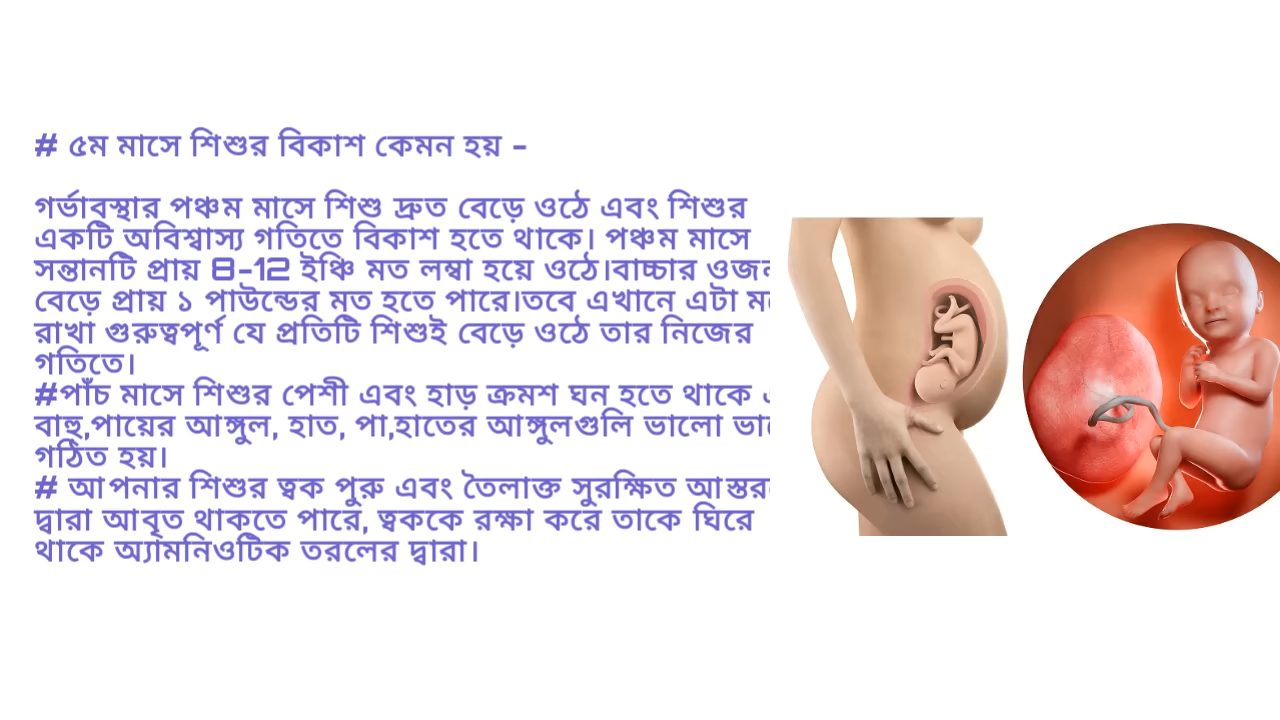 # ৫ম মাসে শিশুর বিকাশ কেমন হয় -
গর্ভাবস্থার পঞ্চম মাসে শিশু দ্রুত বেড়ে ওঠে এবং শিশুর
একটি অবিশ্বাস্য গতিতে বিকাশ হতে থাকে। পঞ্চম মাসে
সন্তানটি প্রায় 8-12 ইঞ্চি মত লম্বা হয়ে ওঠে।বাচ্চার
বেড়ে প্রায় ১ পাউন্ডের মত হতে পারে।তবে এখানে এটা
রাখা গুরুত্বপূর্ণ যে প্রতিটি শিশুই বেড়ে ওঠে তার নিজের
গতিতে।
#পাঁচ মাসে শিশুর পেশী এবং হাড় ক্রমশ ঘন হতে থাকে
বাহু,পায়ের আঙ্গুল, হাত, পা,হাতের আঙ্গুলগুলি ভালো
গঠিত হয়।
# আপনার শিশুর ত্বক পুরু এবং তৈলাক্ত সুরক্ষিত
দ্বারা আবৃত থাকতে পারে, ত্বককে রক্ষা করে তাকে ঘিরে
থাকে অ্যামনিওটিক তরলের দ্বারা।